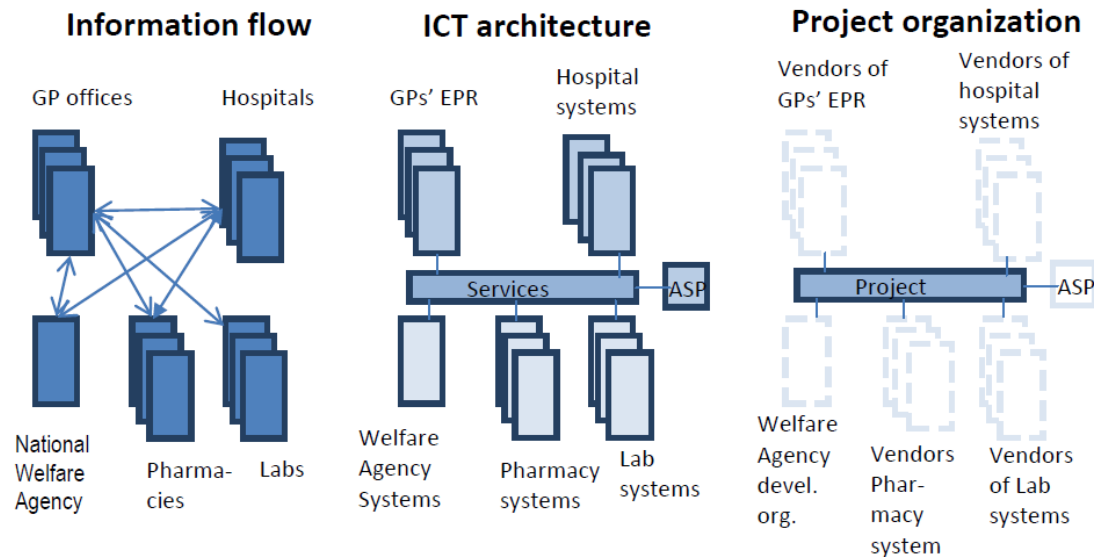 Information flow
GP offices
Hospitals
National
Welfare
Agency
Pharma-
cies
Labs
ICT architecture
GPs' EPR
Hospital
systems
Services
ASP
Welfare
Agency
Systems
Pharmacy
systems
Lab
systems
Project organization
Vendors of
GPs' EPR
Vendors of
hospital
systems
Project
ASP
Welfare
Agency
devel.
org.
Vendors
Phar-
macy
system
Vendors
of Lab
systems